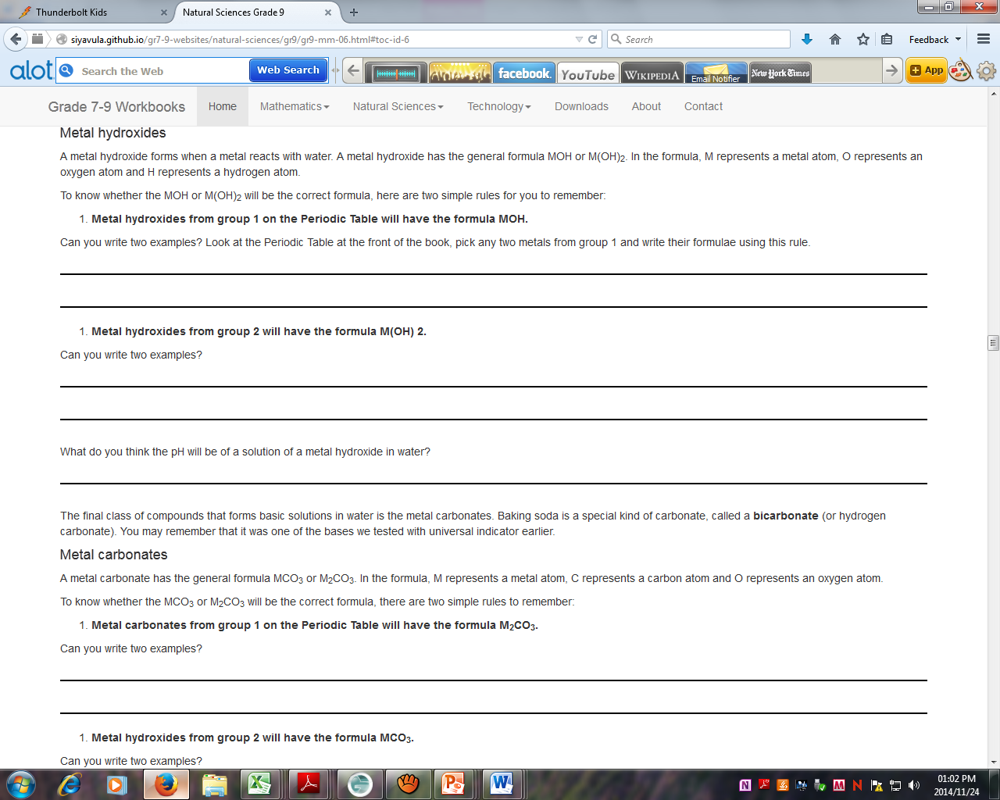 Thunderbolt Kids
Natural Sciences Grade 9
siyavula.github.io/gr7-9-websites/natural-sciences/gr9/gr9-mm-06.html#toc-id-6
Search
Feedback
alot
Search the Web
Web Search
facebook.
YouTube
WIKIPEDIA
Email Notifier
New York Times
App
Grade 7-9 Workbooks
Home
Mathematics
Natural Sciences
Technology
Downloads
About
Contact
Metal hydroxides
A metal hydroxide forms when a metal reacts with water. A metal hydroxide has the general formula MOH or M(OH)₂. In the formula, M represents a metal atom, O represents an
oxygen atom and H represents a hydrogen atom.
To know whether the MOH or M(OH)₂ will be the correct formula, here are two simple rules for you to remember:
1. Metal hydroxides from group 1 on the Periodic Table will have the formula MOH.
Can you write two examples? Look at the Periodic Table at the front of the book, pick any two metals from group 1 and write their formulae using this rule.
1. Metal hydroxides from group 2 will have the formula M(OH) 2.
Can you write two examples?
What do you think the pH will be of a solution of a metal hydroxide in water?
The final class of compounds that forms basic solutions in water is the metal carbonates. Baking soda is a special kind of carbonate, called a bicarbonate (or hydrogen
carbonate). You may remember that it was one of the bases we tested with universal indicator earlier.
Metal carbonates
A metal carbonate has the general formula MCO₃ or M₂CO₃. In the formula, M represents a metal atom, C represents a carbon atom and O represents an oxygen atom.
To know whether the MCO₃ or M₂CO₃ will be the correct formula, there are two simple rules to remember:
1. Metal carbonates from group 1 on the Periodic Table will have the formula M₂CO₃.
Can you write two examples?
1. Metal hydroxides from group 2 will have the formula MCO₃.
Can you write two examples?
01:02 PM
2014/11/24